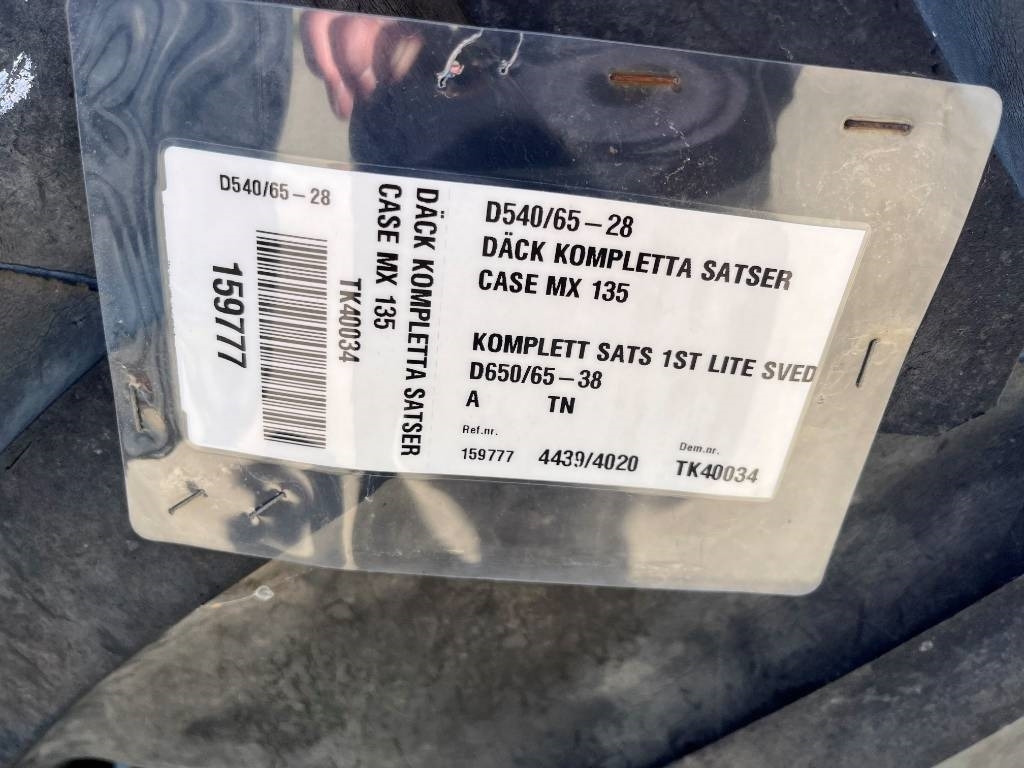 D540/65-28
159777
TK40034
DÄCK KOMPLETTA SATSER
CASE MX 135
D540/65-28
DÄCK KOMPLETTA SATSER
CASE MX 135
KOMPLETT SATS 1ST LITE SVED
D650/65-38
A TN
Ref.nr. Dem.nr.
159777 4439/4020 TK40034